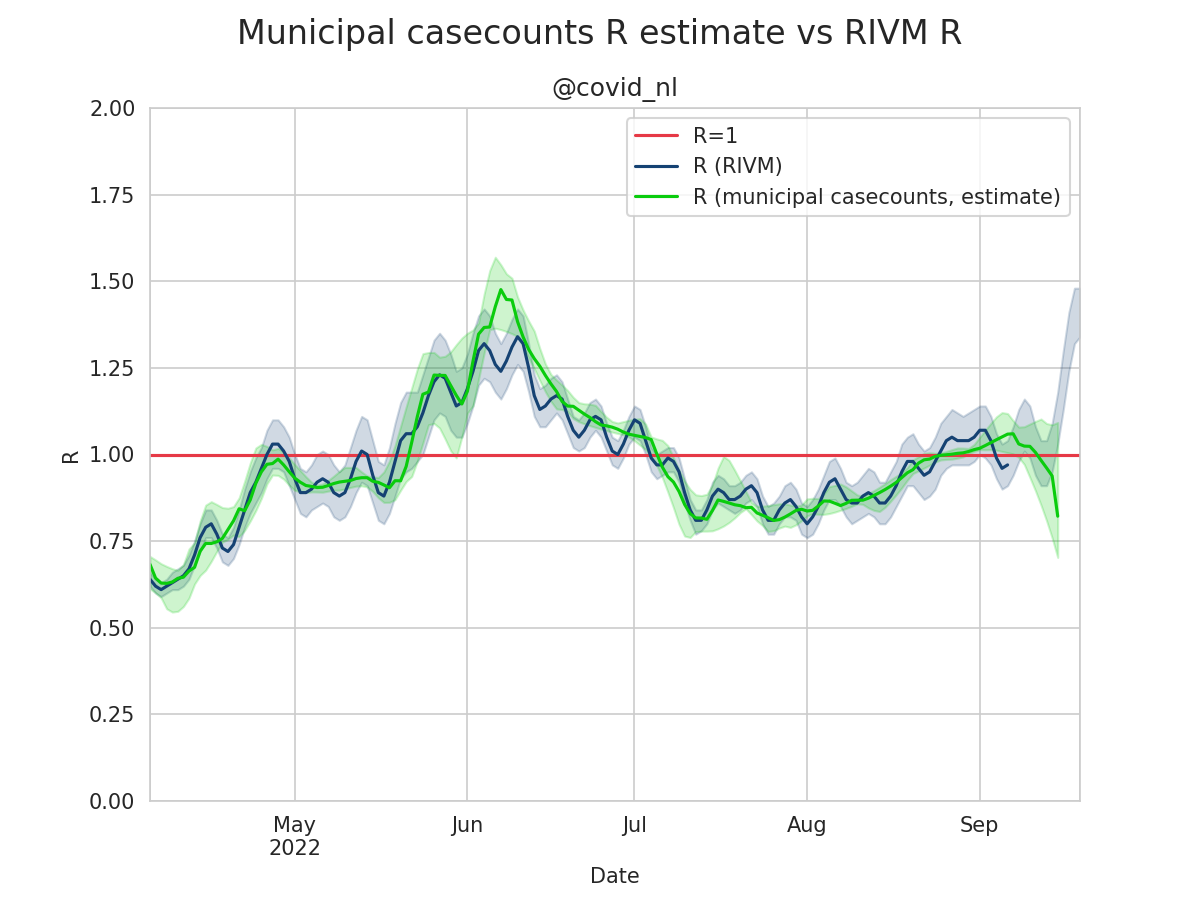 Municipal casecounts R estimate vs RIVM R
@covid_nl
2.00
1.75
1.50
1.25
1.00
0.75
0.50
0.25
0.00
R
R=1
R (RIVM)
R (municipal casecounts, estimate)
May
2022
Jun
Jul
Aug
Sep
Date